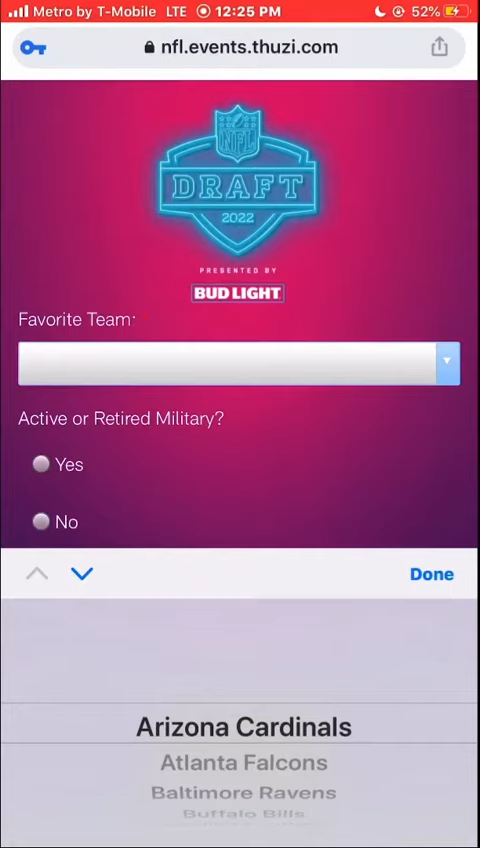 Metro by T-Mobile LTE 12:25 PM 52%
nfl.events.thuzi.com
NFL
DRAFT
2022
PRESENTED BY
BUD LIGHT
Favorite Team:
Active or Retired Military?
Yes
No
Done
Arizona Cardinals
Atlanta Falcons
Baltimore Ravens
Buffalo Bills